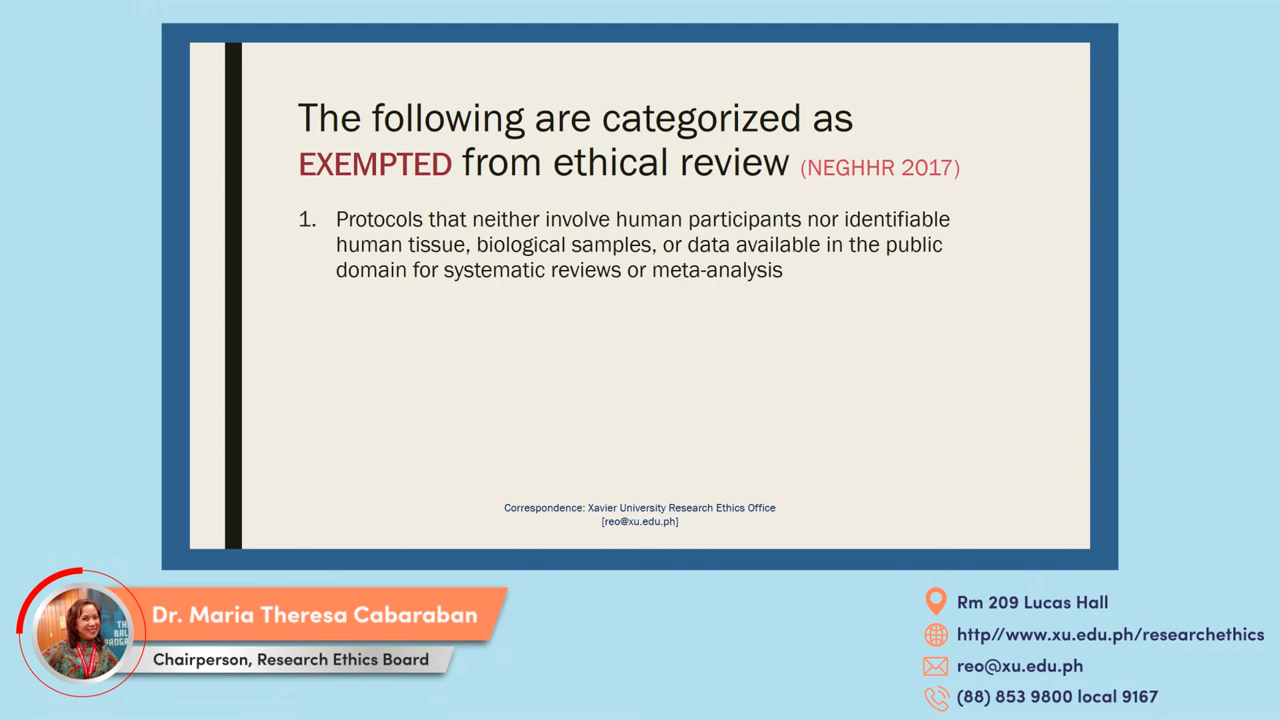 The following are categorized as
EXEMPTED from ethical review (NEGHHR 2017)
1. Protocols that neither involve human participants nor identifiable
human tissue, biological samples, or data available in the public
domain for systematic reviews or meta-analysis
Correspondence: Xavier University Research Ethics Office
[reo@xu.edu.ph]
Dr. Maria Theresa Cabaraban
Chairperson, Research Ethics Board
Rm 209 Lucas Hall
http//www.xu.edu.ph/researchethics
reo@xu.edu.ph
(88) 853 9800 local 9167